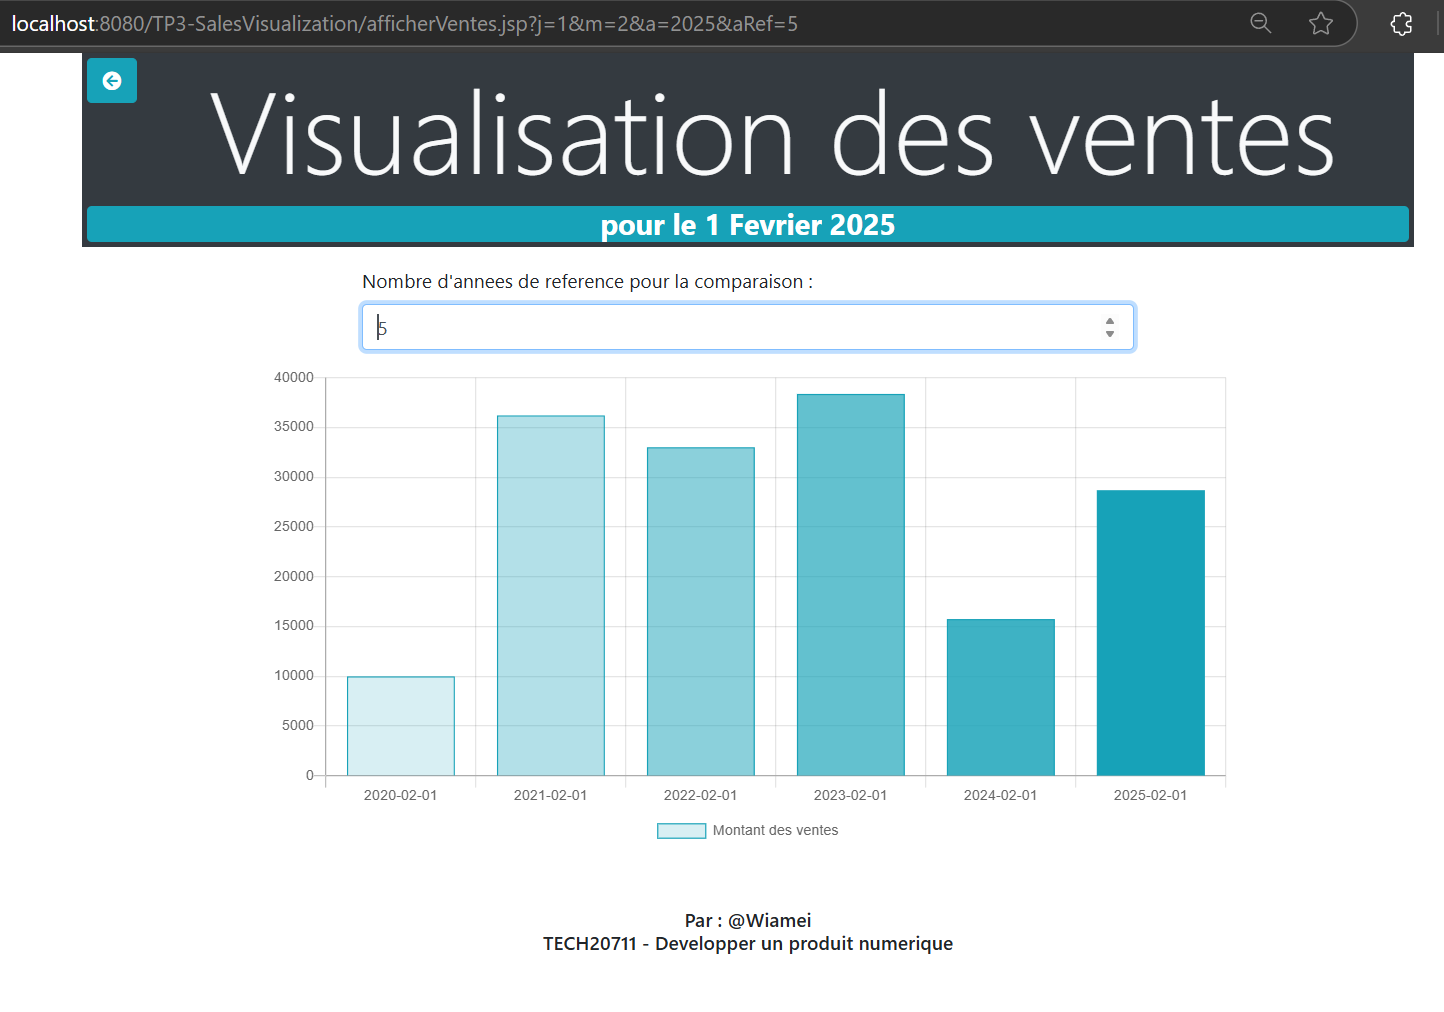 localhost:8080/TP3-SalesVisualization/afficherVentes.jsp?j=1&m=2&a=2025&aRef=5
Visualisation des ventes
pour le 1 Fevrier 2025
Nombre d'annees de reference pour la comparaison :
5
40000
35000
30000
25000
20000
15000
10000
5000
0
2020-02-01 2021-02-01 2022-02-01 2023-02-01 2024-02-01 2025-02-01
Montant des ventes
Par : @Wiamei
TECH20711 - Developper un produit numerique